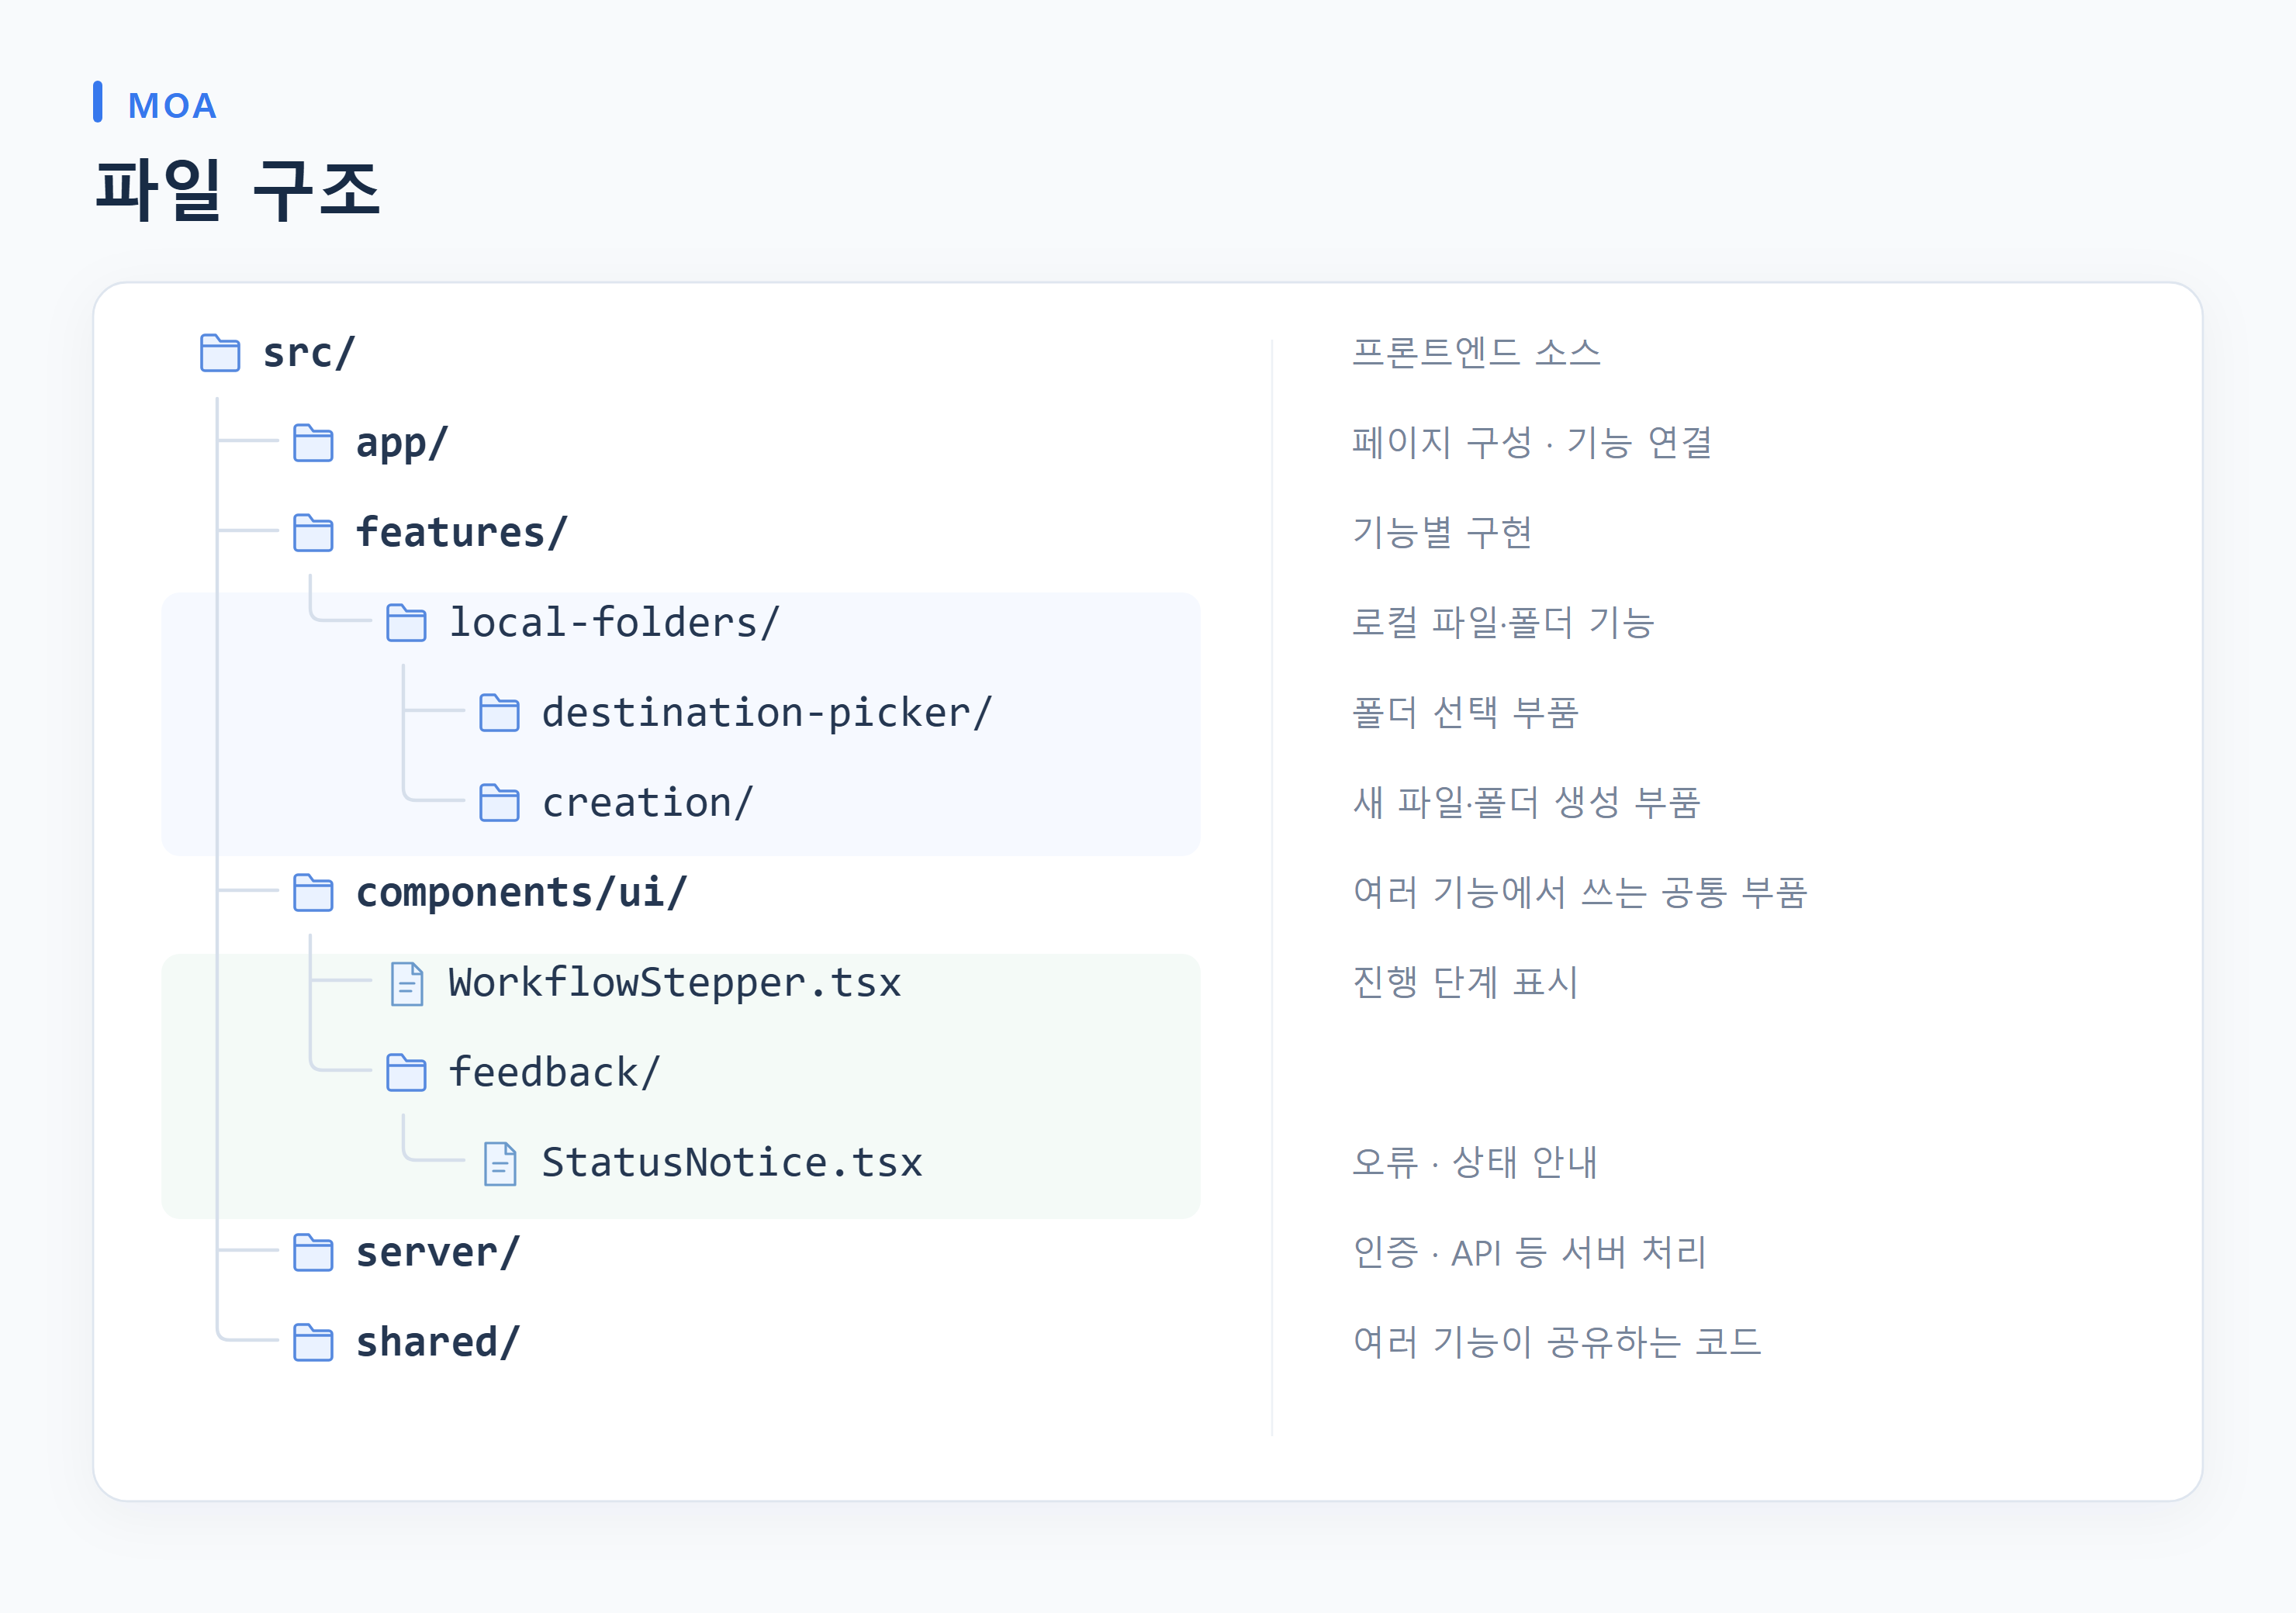 MOA
파일 구조
src/ 프론트엔드 소스
app/ 페이지 구성 · 기능 연결
features/ 기능별 구현
local-folders/ 로컬 파일·폴더 기능
destination-picker/ 폴더 선택 부품
creation/ 새 파일·폴더 생성 부품
components/ui/ 여러 기능에서 쓰는 공통 부품
WorkflowStepper.tsx 진행 단계 표시
feedback/
StatusNotice.tsx 오류 · 상태 안내
server/ 인증 · API 등 서버 처리
shared/ 여러 기능이 공유하는 코드